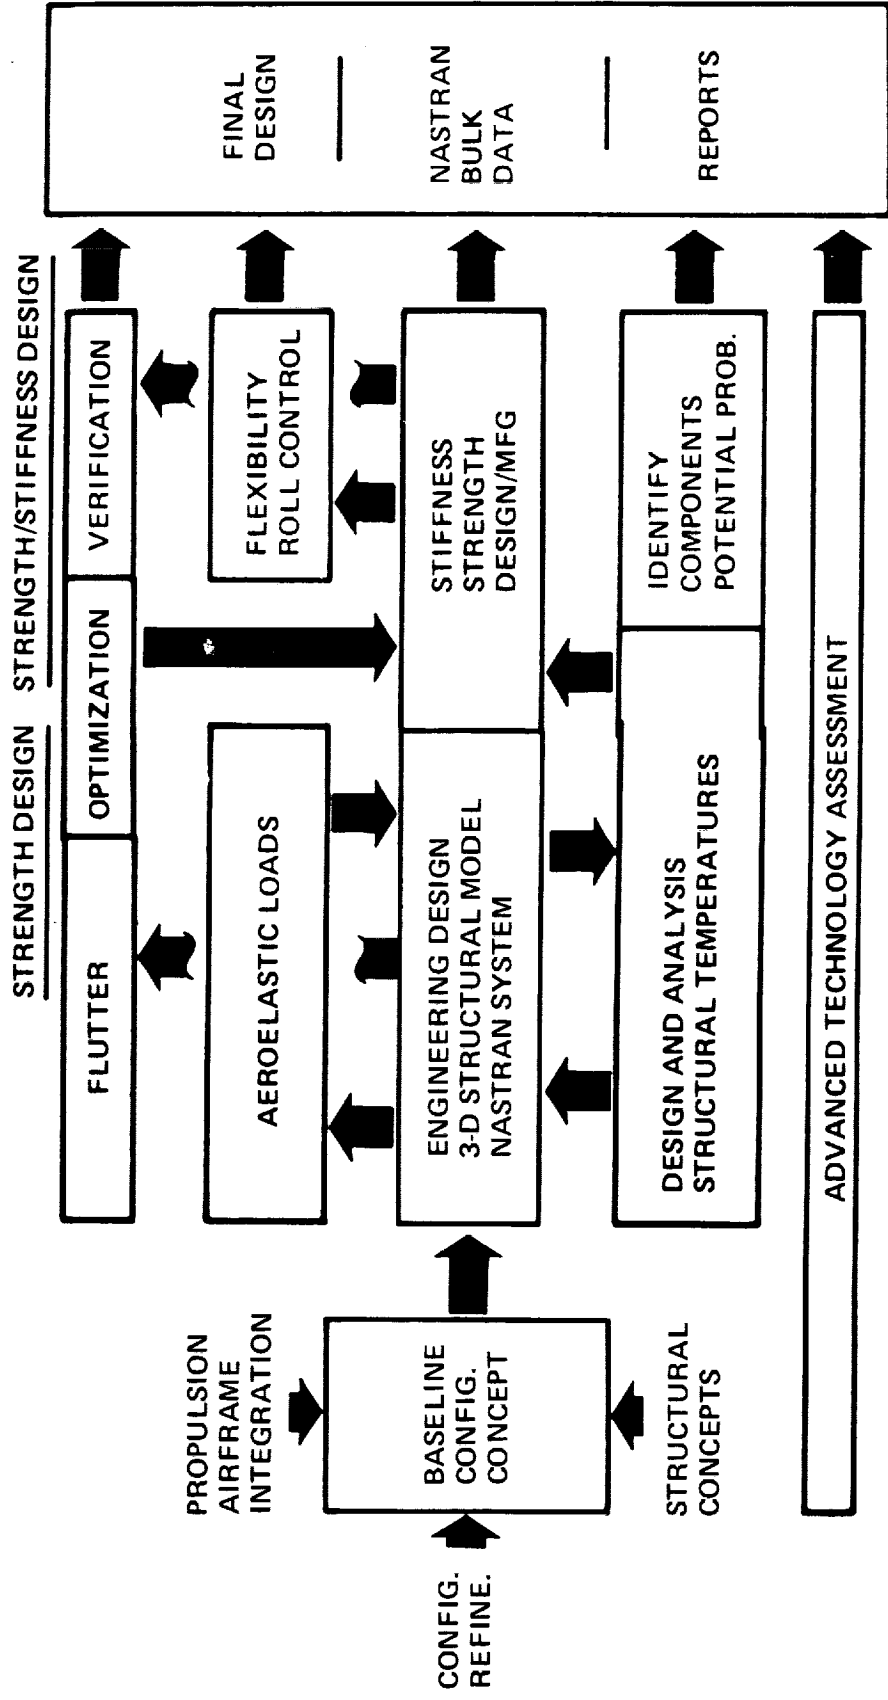 STRENGTH DESIGN
STRENGTH/STIFFNESS DESIGN
FLUTTER
OPTIMIZATION
VERIFICATION
AEROELASTIC LOADS
FLEXIBILITY
ROLL CONTROL
PROPULSION
AIRFRAME
INTEGRATION
CONFIG.
REFINE.
BASELINE
CONFIG.
CONCEPT
STRUCTURAL
CONCEPTS
ENGINEERING DESIGN
3-D STRUCTURAL MODEL
NASTRAN SYSTEM
STIFFNESS
STRENGTH
DESIGN/MFG
DESIGN AND ANALYSIS
STRUCTURAL TEMPERATURES
IDENTIFY
COMPONENTS
POTENTIAL PROB.
ADVANCED TECHNOLOGY ASSESSMENT
FINAL
DESIGN
NASTRAN
BULK
DATA
REPORTS